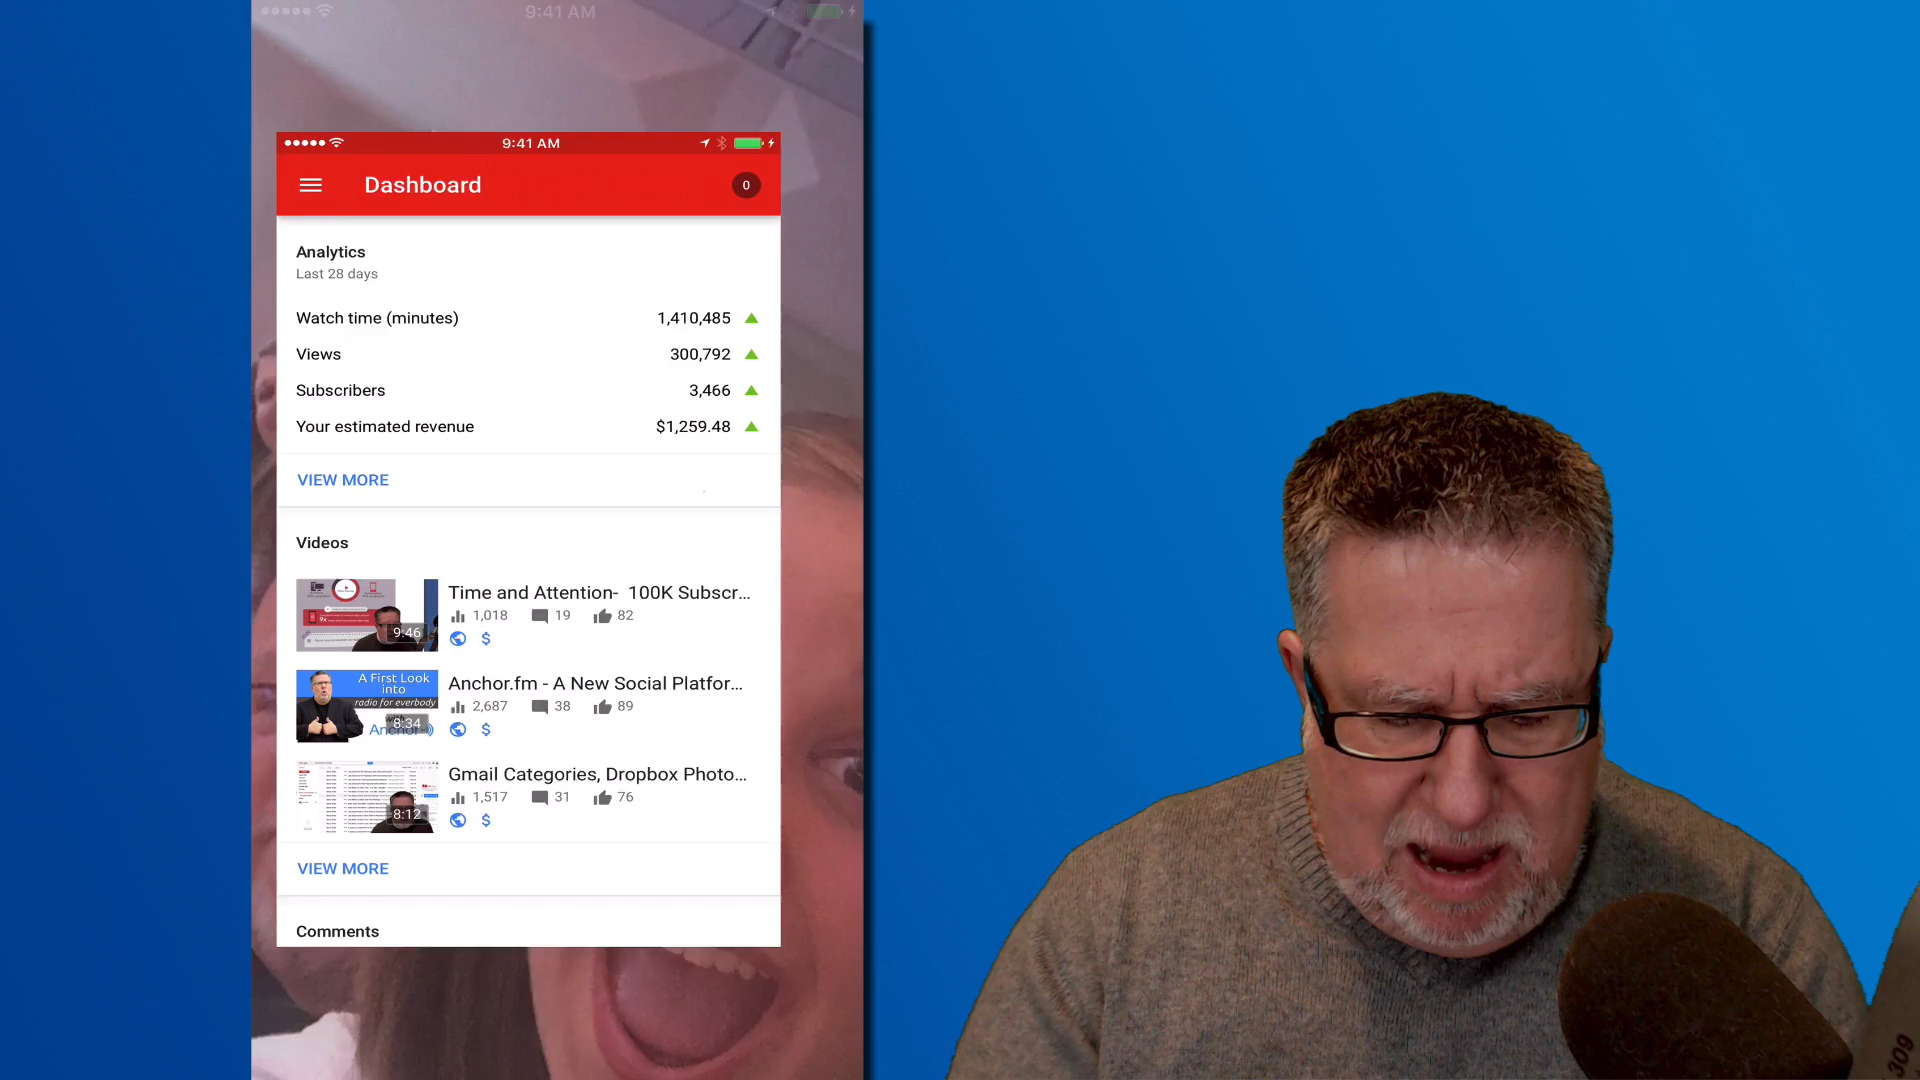 9:41 AM
9:41 AM
Dashboard
0
Analytics
Last 28 days
Watch time (minutes) 1,410,485
Views 300,792
Subscribers 3,466
Your estimated revenue $1,259.48
VIEW MORE
Videos
9:46
Time and Attention- 100K Subscr...
1,018 19 82
$
A First Look
into
radio for everbody
8:34
Anchor.fm - A New Social Platfor...
2,687 38 89
$
8:12
Gmail Categories, Dropbox Photo...
1,517 31 76
$
VIEW MORE
Comments
309